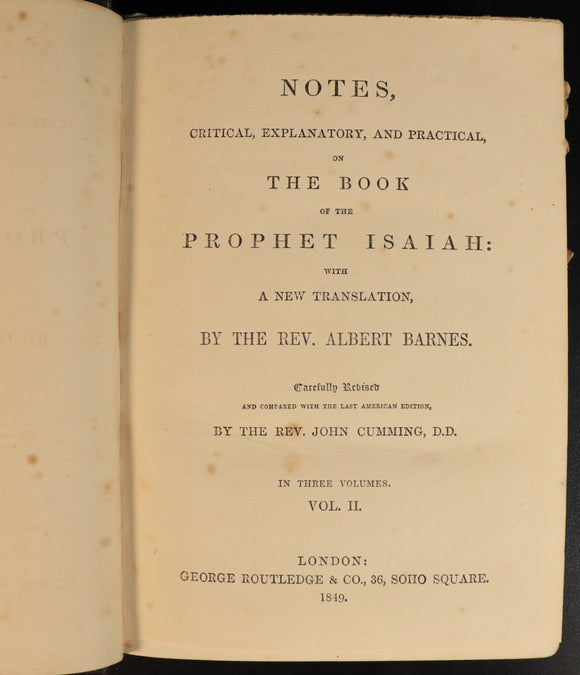 NOTES,
CRITICAL, EXPLANATORY, AND PRACTICAL,
ON
THE BOOK
OF THE
PROPHET ISAIAH:
WITH
A NEW TRANSLATION,
BY THE REV. ALBERT BARNES.
Carefully Revised
AND COMPARED WITH THE LAST AMERICAN EDITION,
BY THE REV. JOHN CUMMING, D.D.
IN THREE VOLUMES.
VOL. II.
LONDON:
GEORGE ROUTLEDGE & CO., 36, SOHO SQUARE.
1849.